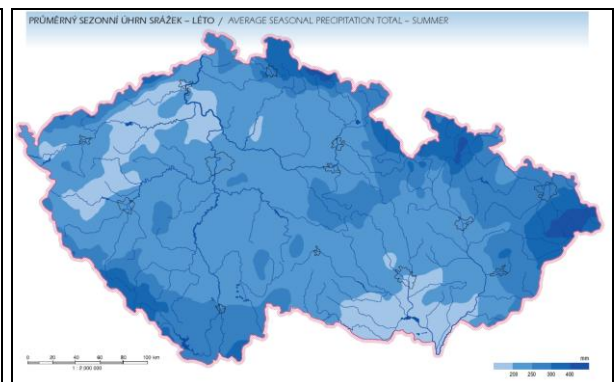 PRŮMĚRNÝ SEZONNÍ ÚHRN SRÁŽEK – LÉTO / AVERAGE SEASONAL PRECIPITATION TOTAL – SUMMER
0 20 40 60 80 100 km
1 : 2 000 000
mm
200 250 300 400